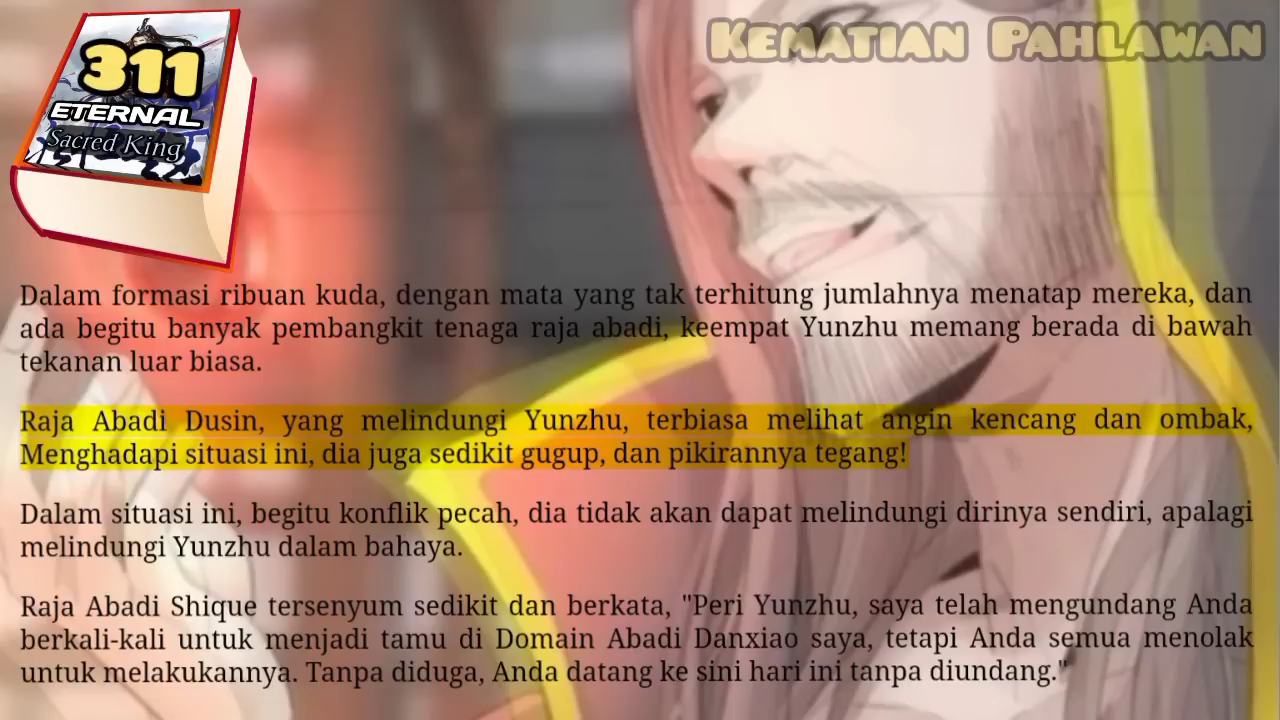 Kematian Pahlawan
311
ETERNAL
Sacred King
Dalam formasi ribuan kuda, dengan mata yang tak terhitung jumlahnya menatap mereka, dan
ada begitu banyak pembangkit tenaga raja abadi, keempat Yunzhu memang berada di bawah
tekanan luar biasa.
Raja Abadi Dusin, yang melindungi Yunzhu, terbiasa melihat angin kencang dan ombak,
Menghadapi situasi ini, dia juga sedikit gugup, dan pikirannya tegang!
Dalam situasi ini, begitu konflik pecah, dia tidak akan dapat melindungi dirinya sendiri, apalagi
melindungi Yunzhu dalam bahaya.
Raja Abadi Shique tersenyum sedikit dan berkata, "Peri Yunzhu, saya telah mengundang Anda
berkali-kali untuk menjadi tamu di Domain Abadi Danxiao saya, tetapi Anda semua menolak
untuk melakukannya. Tanpa diduga, Anda datang ke sini hari ini tanpa diundang."